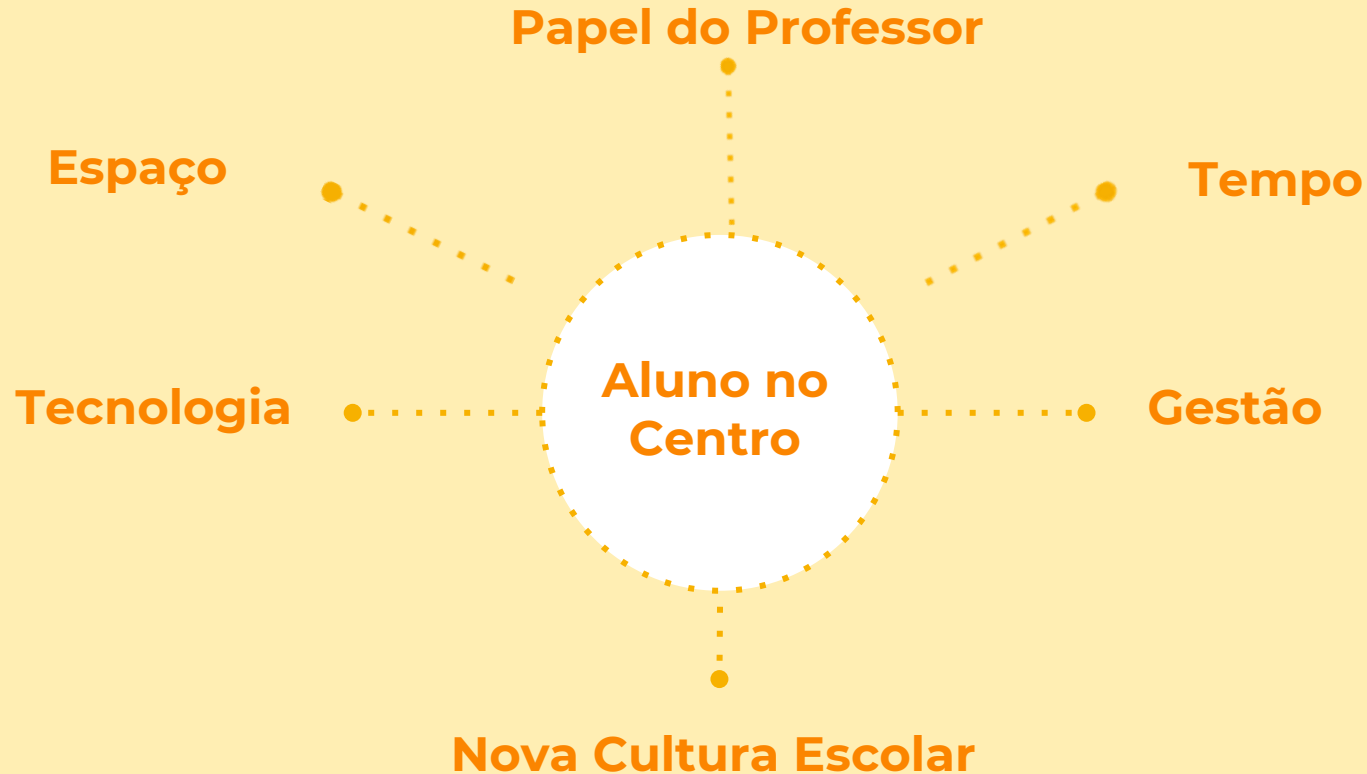 Papel do Professor
Espaço
Tempo
Aluno no
Centro
Tecnologia
Gestão
Nova Cultura Escolar